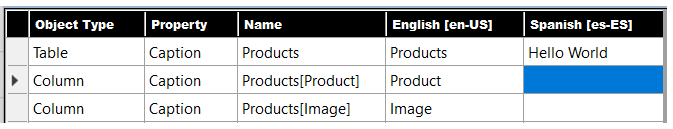 Object Type Property Name English [en-US] Spanish [es-ES]
Table Caption Products Products Hello World
Column Caption Products[Product] Product
Column Caption Products[Image] Image